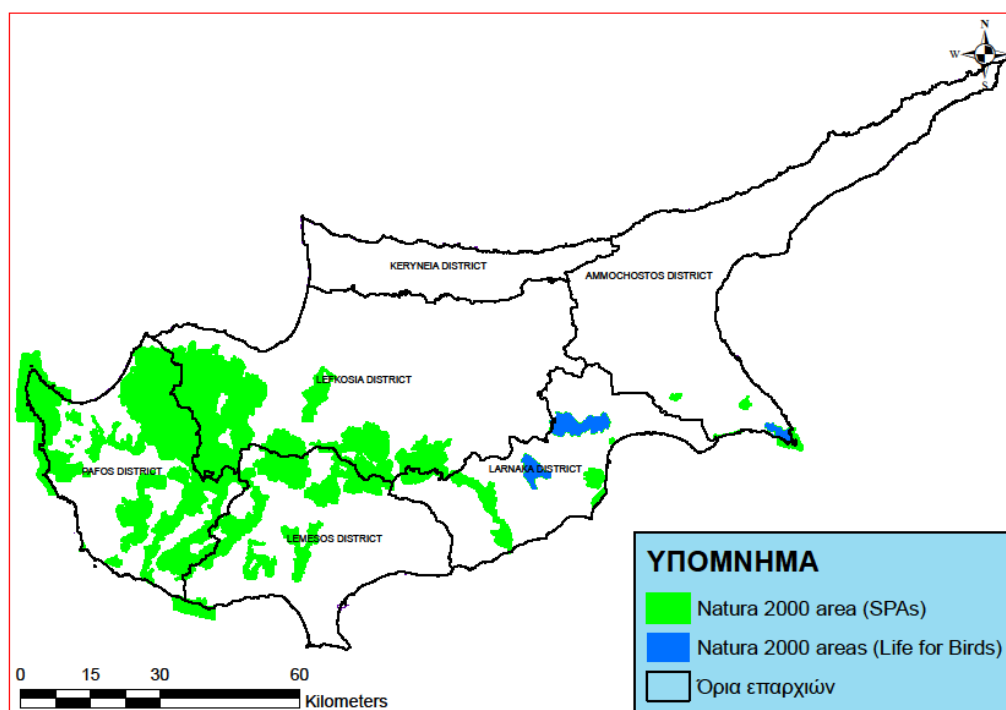 N
W
S
KERYNEIA DISTRICT
AMMOCHOSTOS DISTRICT
LEFKOSIA DISTRICT
PAFOS DISTRICT
LARNAKA DISTRICT
LEMESOS DISTRICT
ΥΠΟΜΝΗΜΑ
Natura 2000 area (SPAs)
Natura 2000 areas (Life for Birds)
Όρια επαρχιών
0 15 30 60
Kilometers